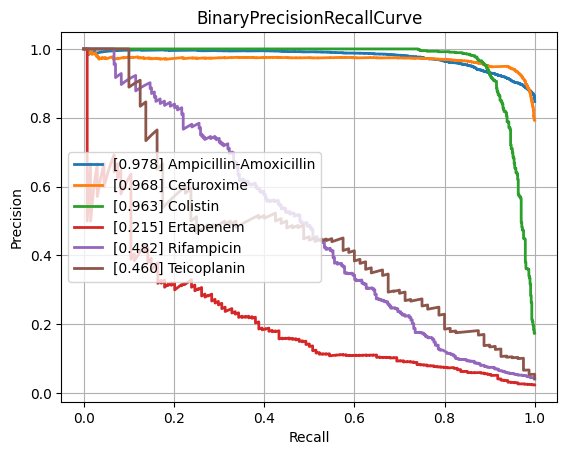 BinaryPrecisionRecallCurve
Precision
1.0
0.8
0.6
0.4
0.2
0.0
[0.978] Ampicillin-Amoxicillin
[0.968] Cefuroxime
[0.963] Colistin
[0.215] Ertapenem
[0.482] Rifampicin
[0.460] Teicoplanin
0.0 0.2 0.4 0.6 0.8 1.0
Recall